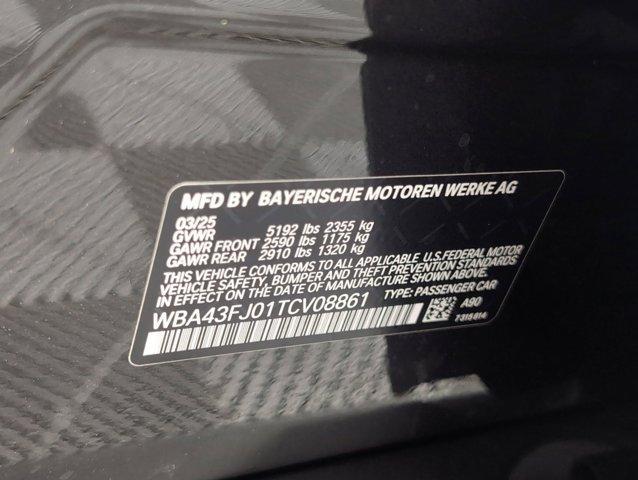 MFD BY BAYERISCHE MOTOREN WERKE AG
03/25
GVWR 5192 lbs 2355 kg
GAWR FRONT 2590 lbs 1175 kg
GAWR REAR 2910 lbs 1320 kg
THIS VEHICLE CONFORMS TO ALL APPLICABLE U.S.FEDERAL MOTOR
VEHICLE SAFETY, BUMPER AND THEFT PREVENTION STANDARDS
IN EFFECT ON THE DATE OF MANUFACTURE SHOWN ABOVE.
WBA43FJ01TCV08861 TYPE: PASSENGER CAR
A90
7315814